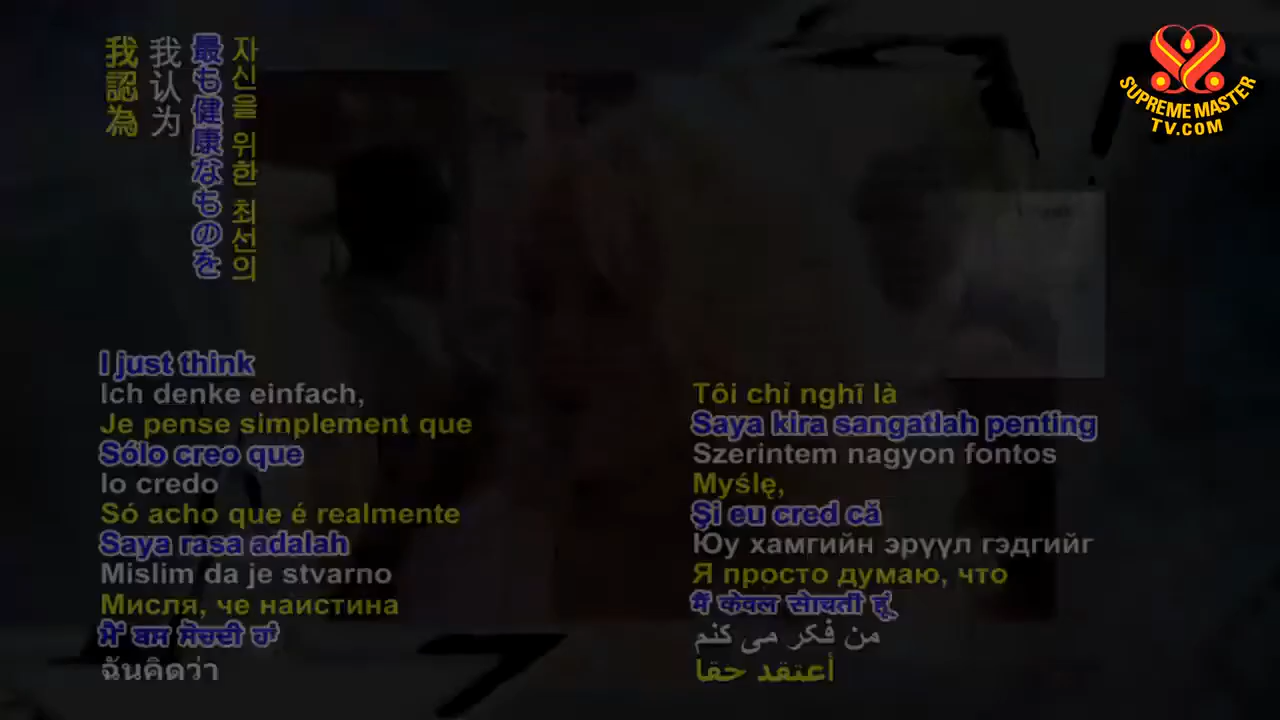 我認為
我认为
最も健康なものを
자신을 위한 최선의
SUPREME MASTER
TV.COM
I just think
Ich denke einfach,
Je pense simplement que
Sólo creo que
Io credo
Só acho que é realmente
Saya rasa adalah
Mislim da je stvarno
Мисля, че наистина
ਮੈਂ ਬਸ ਸੋਚਦੀ ਹਾਂ
ฉันคิดว่า
Tôi chỉ nghĩ là
Saya kira sangatlah penting
Szerintem nagyon fontos
Myślę,
Şi eu cred că
Юу хамгийн эрүүл гэдгийг
Я просто думаю, что
मैं केवल सोचती हूं,
من فکر می کنم
أعتقد حقا